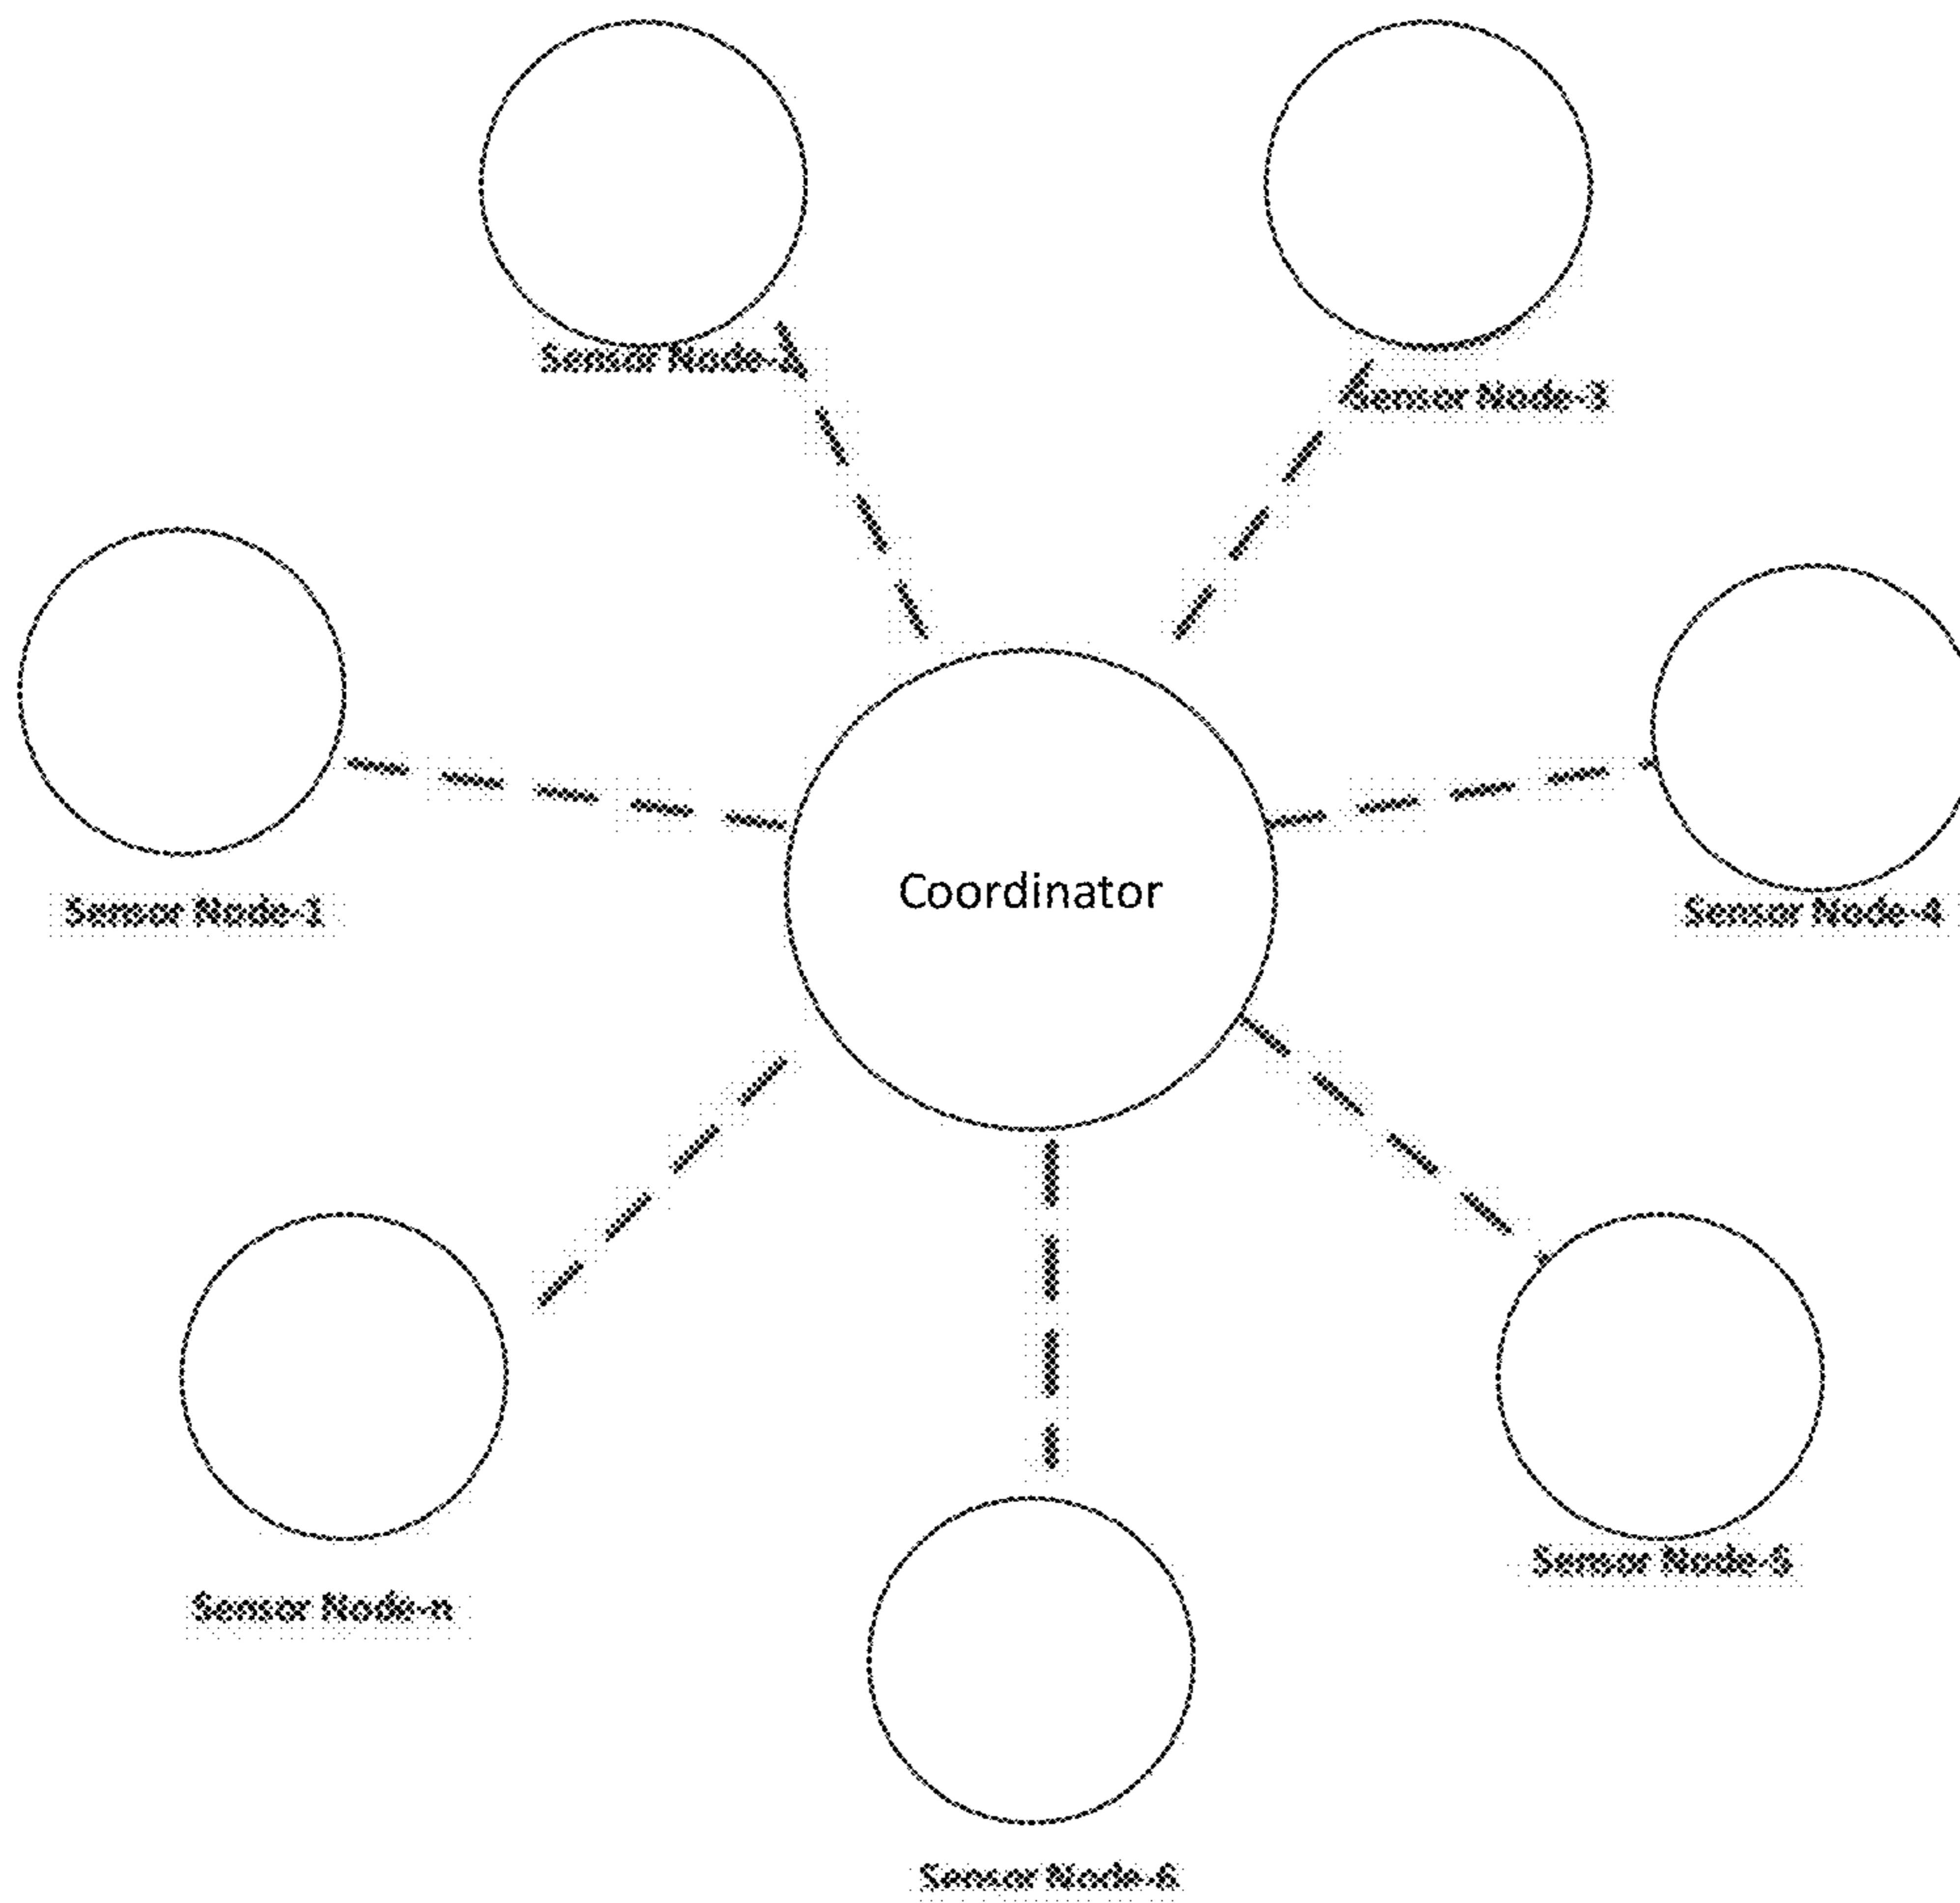 Sensor Node-
Sensor Node-3
Sensor Node-1
Coordinator
Sensor Node-4
Sensor Node-5
Sensor Node-n
Sensor Node-6